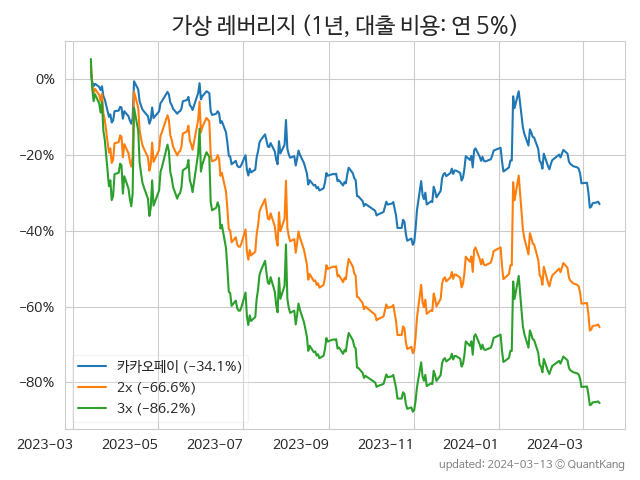 가상 레버리지 (1년, 대출 비용: 연 5%)
0%
−20%
−40%
−60%
−80%
카카오페이 (−34.1%)
2x (−66.6%)
3x (−86.2%)
2023-03 2023-05 2023-07 2023-09 2023-11 2024-01 2024-03
updated: 2024-03-13 © QuantKang